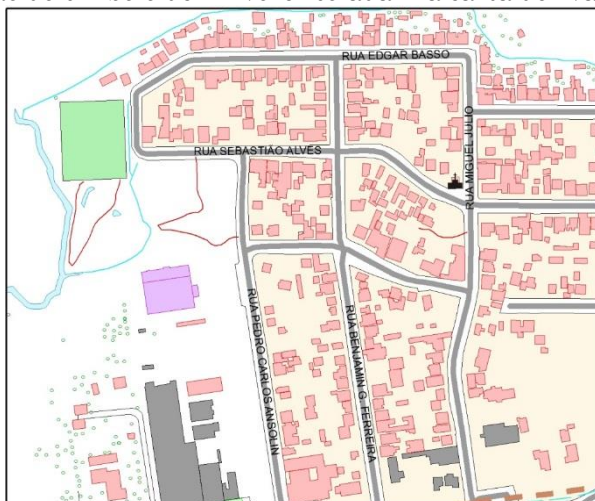 RUA EDGAR BASSO
RUA MIGUEL JULIO
RUA SEBASTIÃO ALVES
RUA PEDRO CARLOS ANSOLIN
RUA BENJAMIN G. FERREIRA